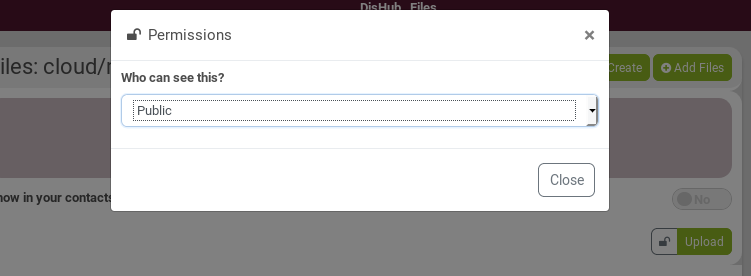 DisHub Files
Permissions ×
iles: cloud/r
Create
Add Files
Who can see this?
Public
now in your contacts
No
Close
Upload